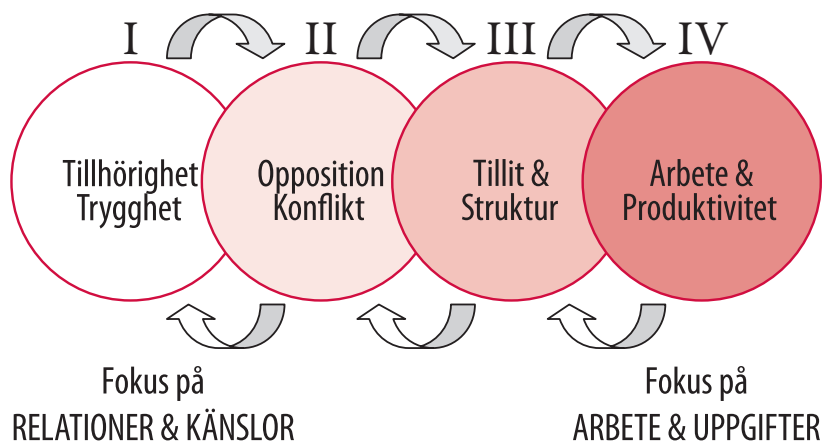 I II III IV
Tillhörighet
Trygghet
Opposition
Konflikt
Tillit &
Struktur
Arbete &
Produktivitet
Fokus på
RELATIONER & KÄNSLOR
Fokus på
ARBETE & UPPGIFTER